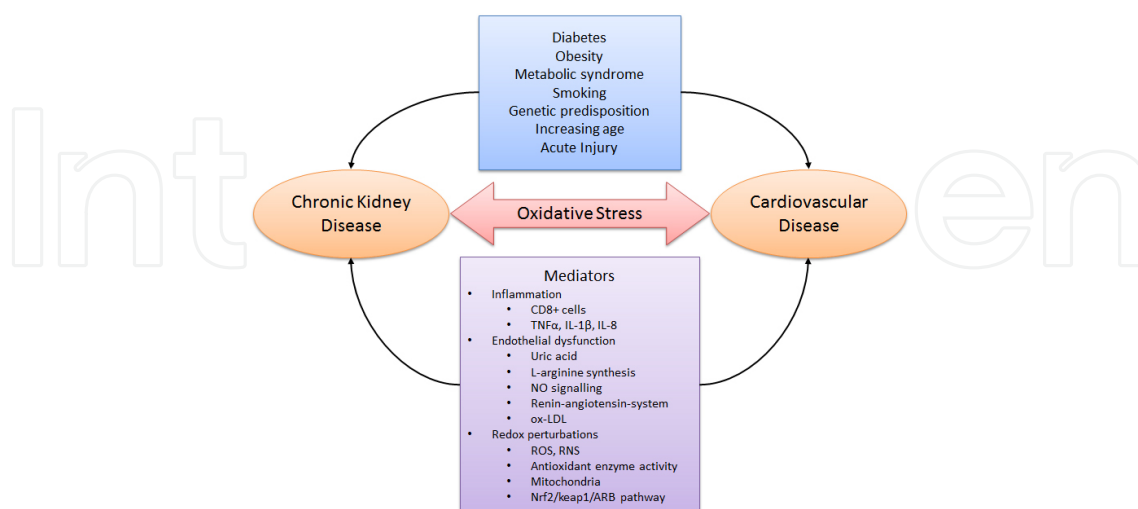 Diabetes
Obesity
Metabolic syndrome
Smoking
Genetic predisposition
Increasing age
Acute Injury
Chronic Kidney
Disease
Oxidative Stress
Cardiovascular
Disease
Mediators
• Inflammation
• CD8+ cells
• TNFα, IL-1β, IL-8
• Endothelial dysfunction
• Uric acid
• L-arginine synthesis
• NO signalling
• Renin-angiotensin-system
• ox-LDL
• Redox perturbations
• ROS, RNS
• Antioxidant enzyme activity
• Mitochondria
• Nrf2/keap1/ARB pathway
Int en